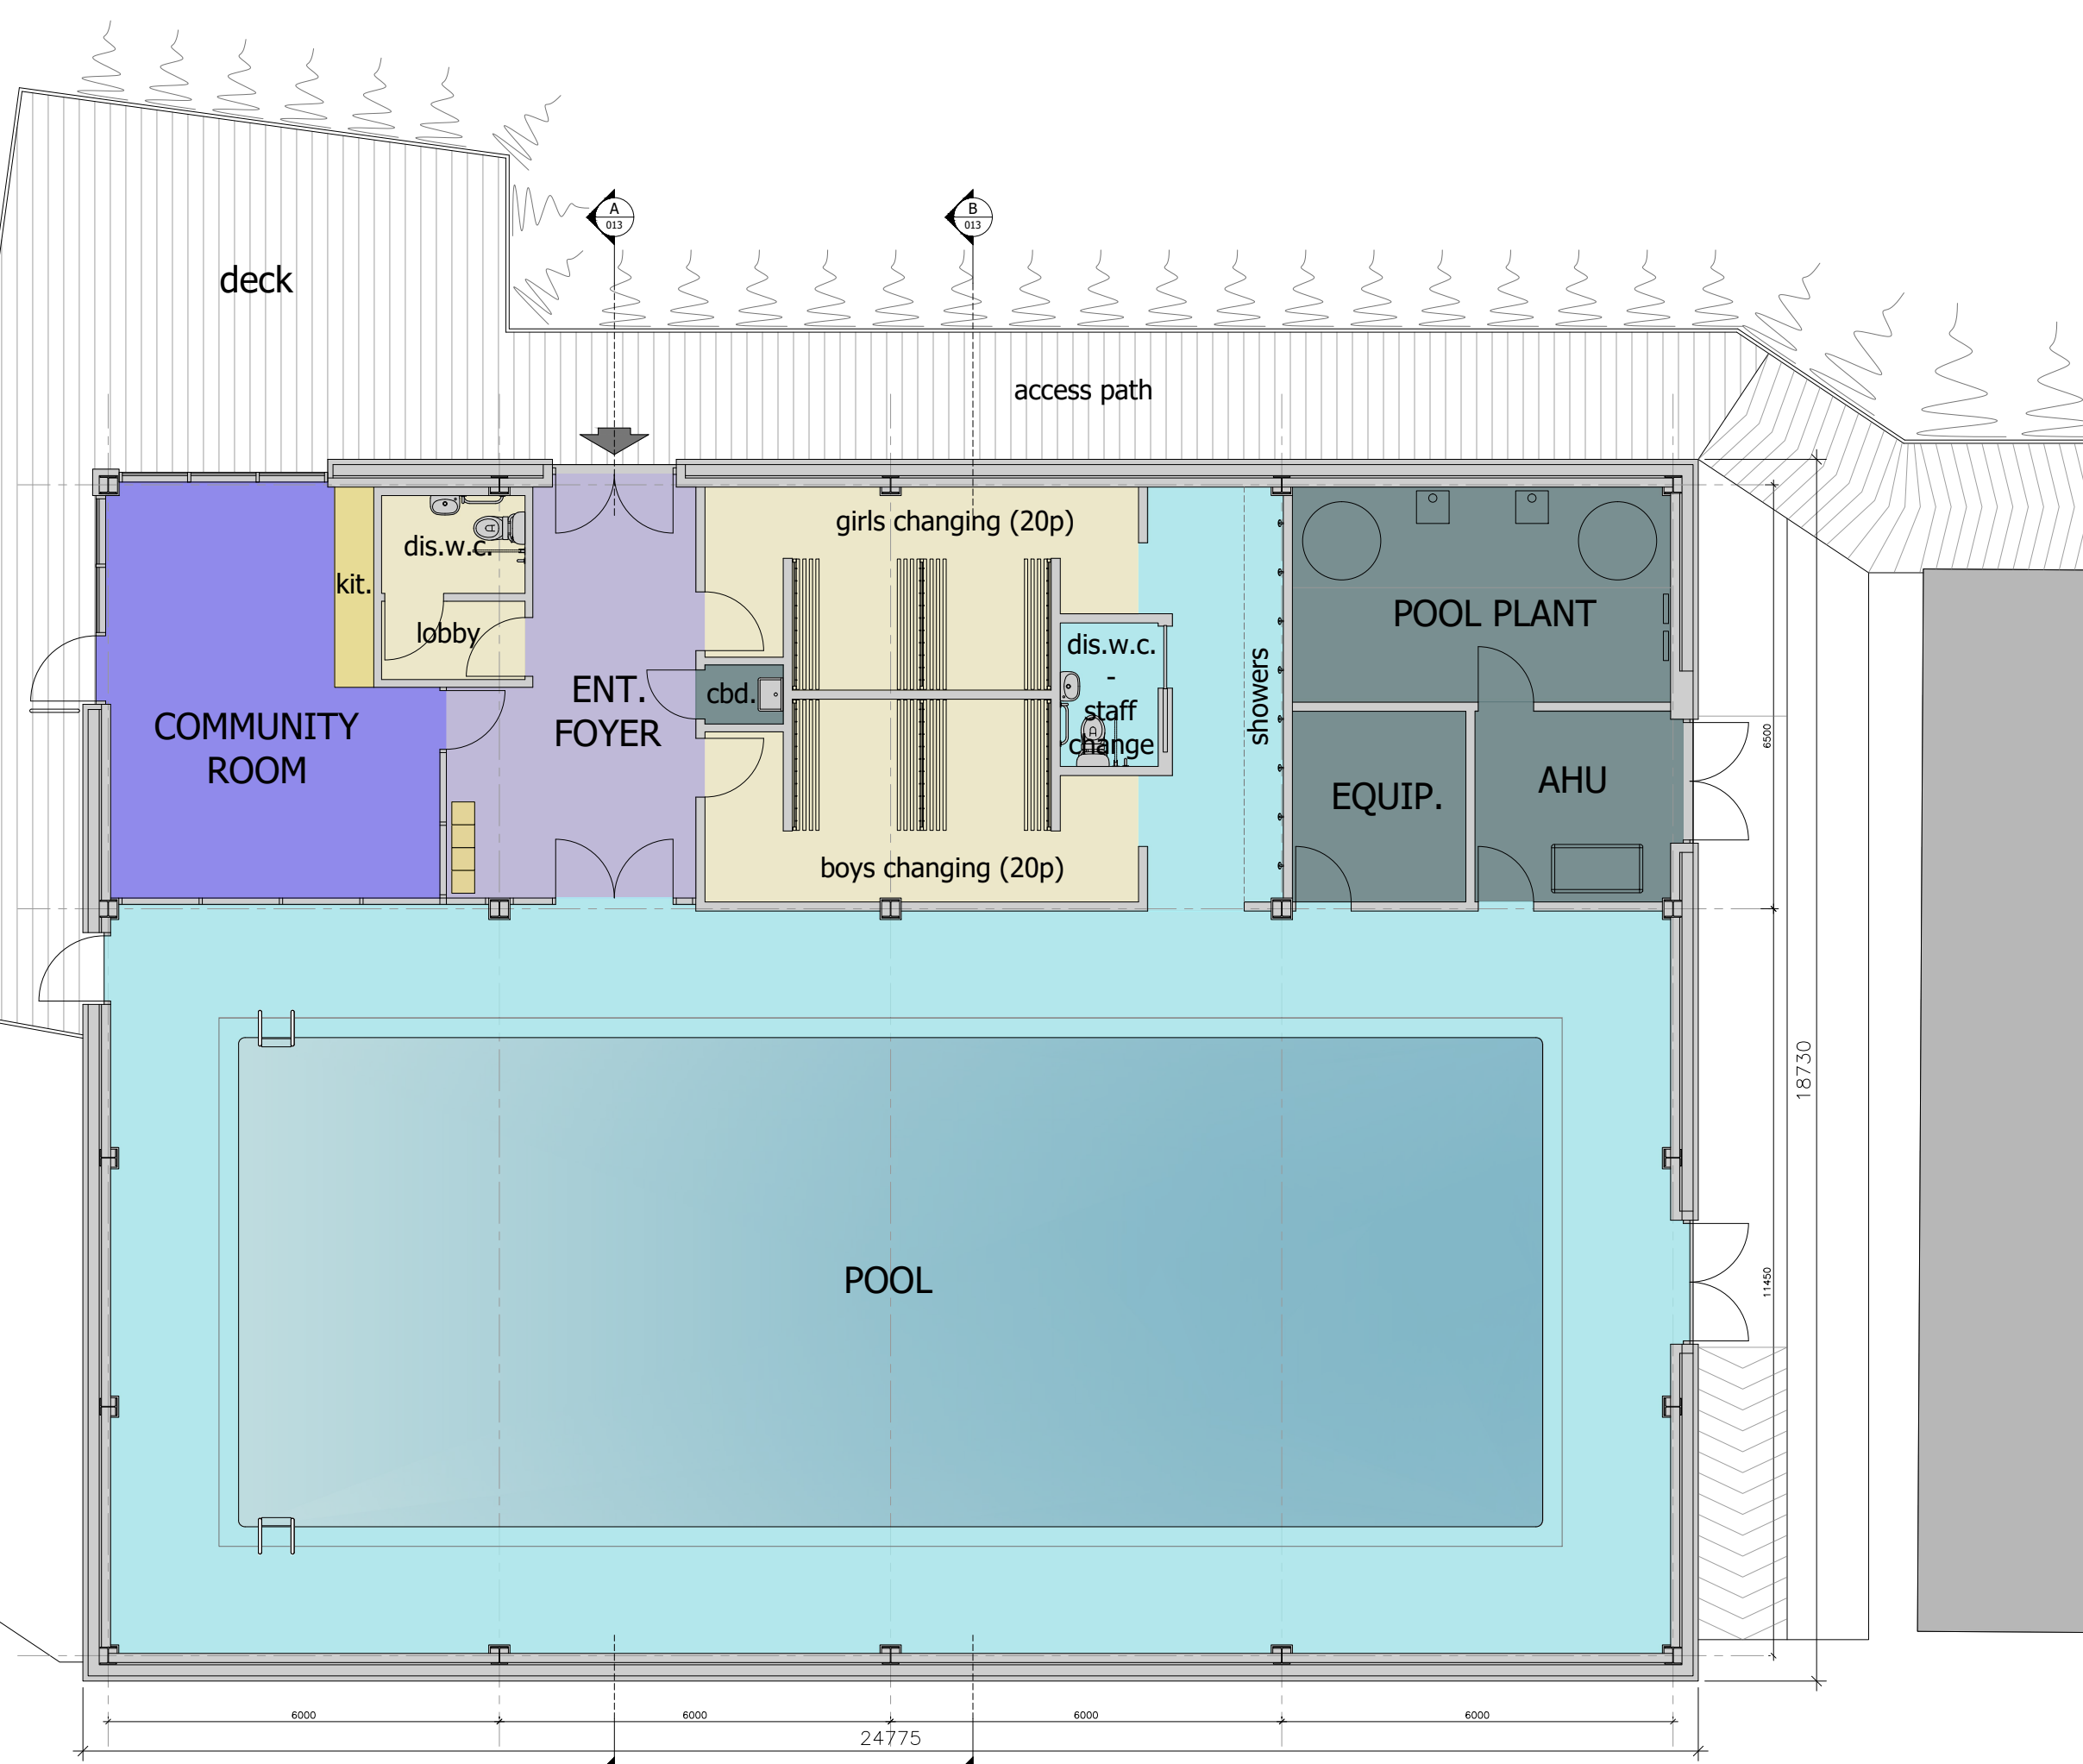 A
013
B
013
deck
access path
girls changing (20p)
dis.w.c.
kit.
lobby
POOL PLANT
dis.w.c.
-
staff
change
showers
ENT.
FOYER
cbd.
COMMUNITY
ROOM
6500
EQUIP.
AHU
boys changing (20p)
18730
POOL
11450
6000
6000
6000
6000
24775